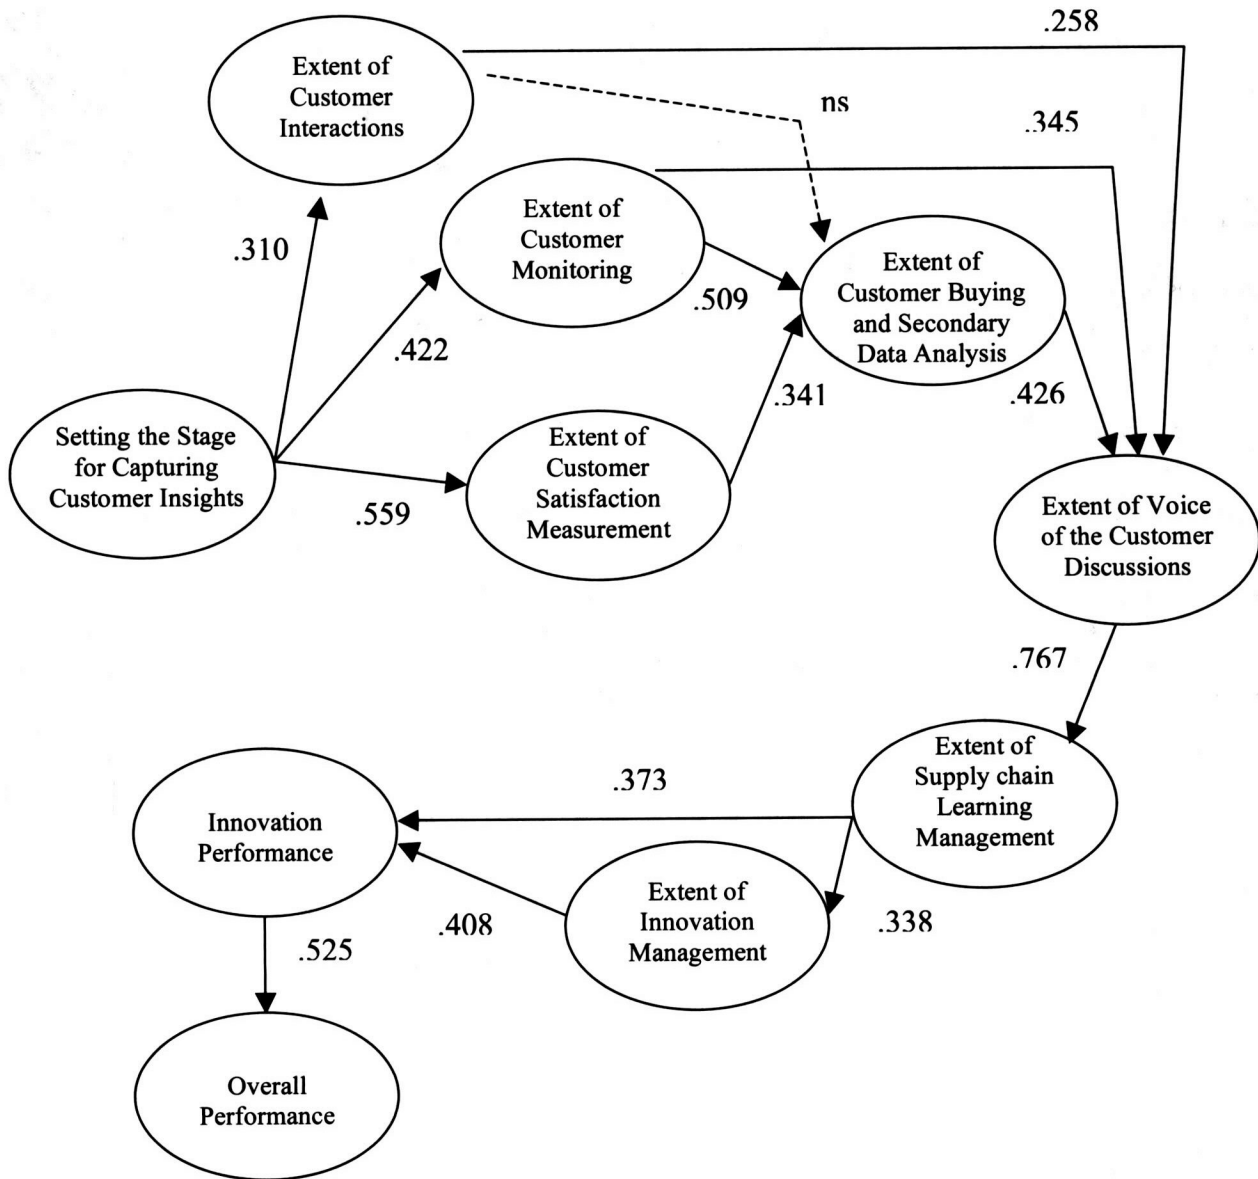 .258
Extent of
Customer
Interactions
ns
.345
Extent of
Customer
Monitoring
.310
Extent of
Customer Buying
and Secondary
Data Analysis
.509
.422
.341
.426
Setting the Stage
for Capturing
Customer Insights
Extent of
Customer
Satisfaction
Measurement
.559
Extent of Voice
of the Customer
Discussions
.767
Extent of
Supply chain
Learning
Management
.373
Innovation
Performance
Extent of
Innovation
Management
.408
.338
.525
Overall
Performance